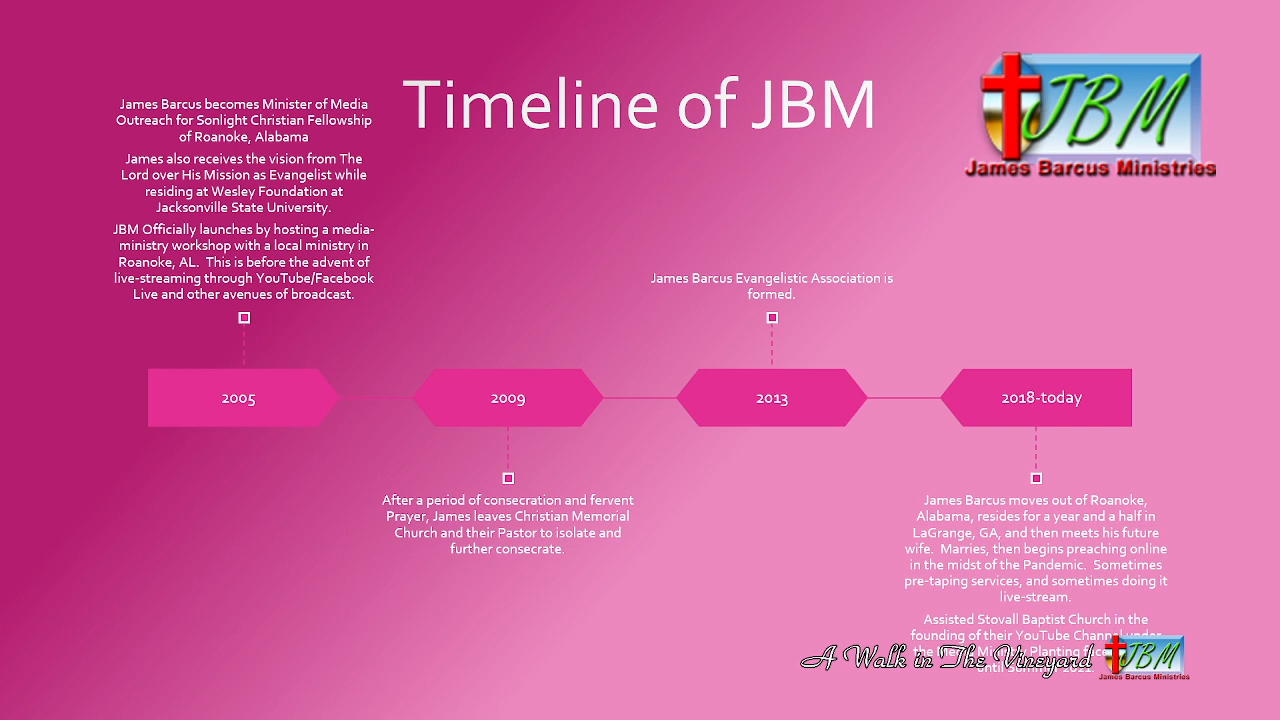 Timeline of JBM
JBM
James Barcus Ministries
James Barcus becomes Minister of Media
Outreach for Sonlight Christian Fellowship
of Roanoke, Alabama
James also receives the vision from The
Lord over His Mission as Evangelist while
residing at Wesley Foundation at
Jacksonville State University.
JBM Officially launches by hosting a media-
ministry workshop with a local ministry in
Roanoke, AL.  This is before the advent of
live-streaming through YouTube/Facebook
Live and other avenues of broadcast.
James Barcus Evangelistic Association is
formed.
2005
2009
2013
2018-today
After a period of consecration and fervent
Prayer, James leaves Christian Memorial
Church and their Pastor to isolate and
further consecrate.
James Barcus moves out of Roanoke,
Alabama, resides for a year and a half in
LaGrange, GA, and then meets his future
wife.  Marries, then begins preaching online
in the midst of the Pandemic.  Sometimes
pre-taping services, and sometimes doing it
live-stream.
Assisted Stovall Baptist Church in the
founding of their YouTube Channel under
the Planting
until
A Walk in The Vineyard
JBM
James Barcus Ministries